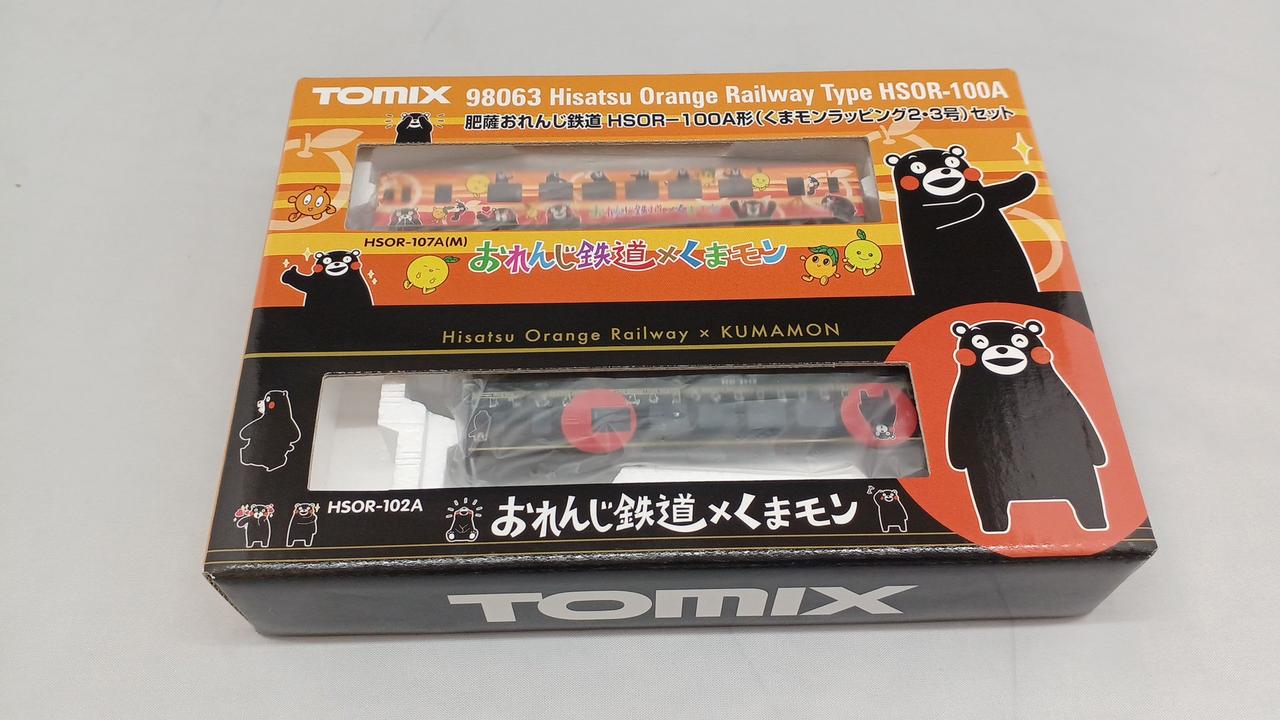 TOMIX 98063 Hisatsu Orange Railway Type HSOR-100A
肥薩おれんじ鉄道 HSOR－100A形(くまモンラッピング2・3号)セット
HSOR-107A(M) おれんじ鉄道×くまモン
Hisatsu Orange Railway × KUMAMON
HSOR-102A おれんじ鉄道×くまモン
TOMIX